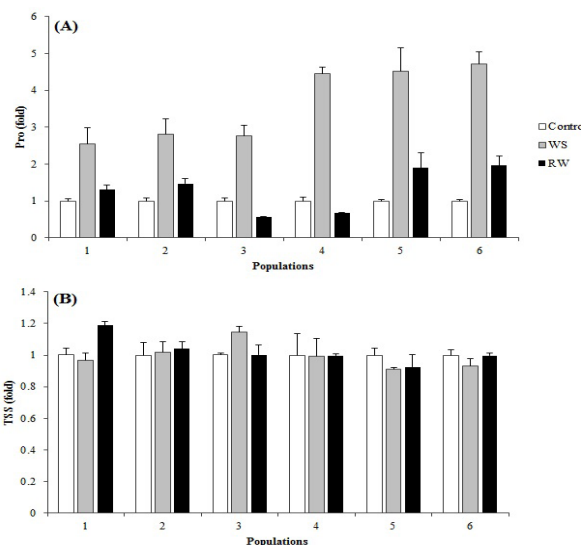 (A)
Pro (fold)
6
5
4
3
2
1
0
1 2 3 4 5 6
Populations
Contro
WS
RW
(B)
TSS (fold)
1.4
1.2
1
0.8
0.6
0.4
0.2
0
1 2 3 4 5 6
Populations